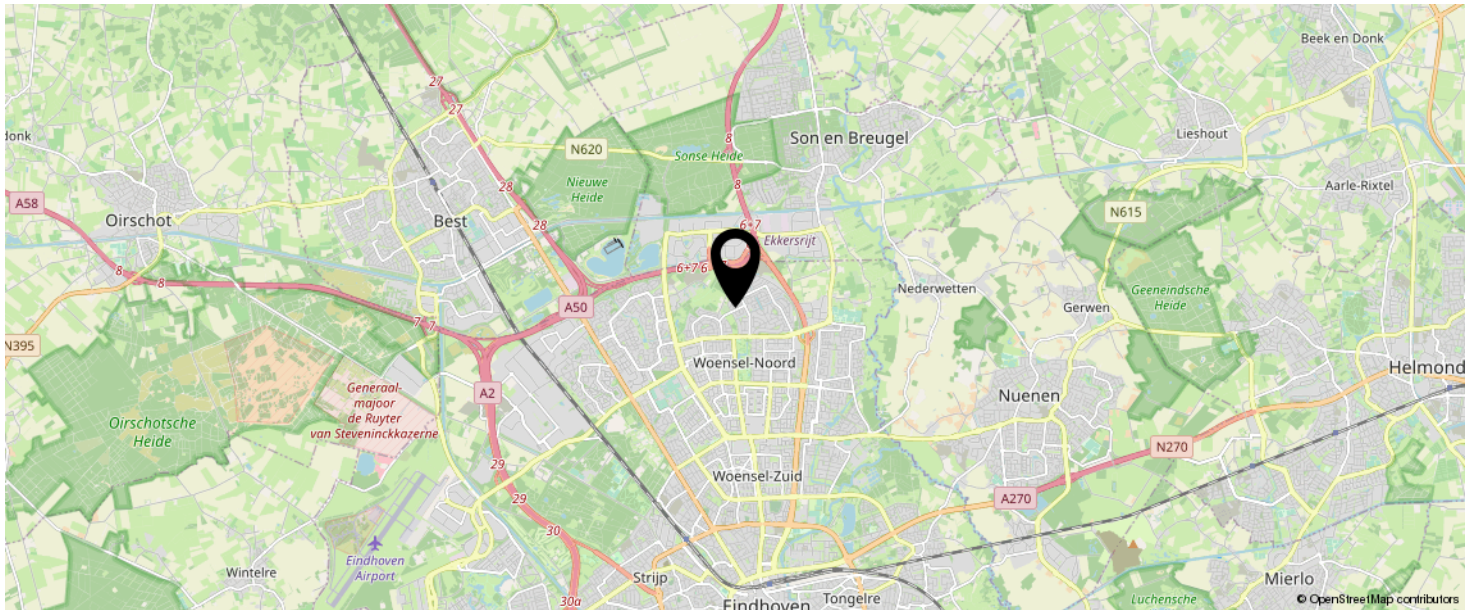 Beek en Donk
27
27
8
Son en Breugel
Lieshout
donk
N620
Sonse Heide
Nieuwe
Heide
28
8
Aarle-Rixtel
A58
Oirschot
Best
28
N615
6+7
Ekkersrijt
8
8
6+7
6
Nederwetten
Geeneindsche
Heide
A50
Gerwen
7
7
N395
Woensel-Noord
Helmond
A2
Generaal-
majoor
de Ruyter
van Steveninckkazerne
Nuenen
Oirschotsche
Heide
N270
29
Woensel-Zuid
29
A270
30
Eindhoven
Airport
Wintelre
Strijp
Mierlo
30a
Eindhoven
Tongelre
Luchensche
© OpenStreetMap contributors